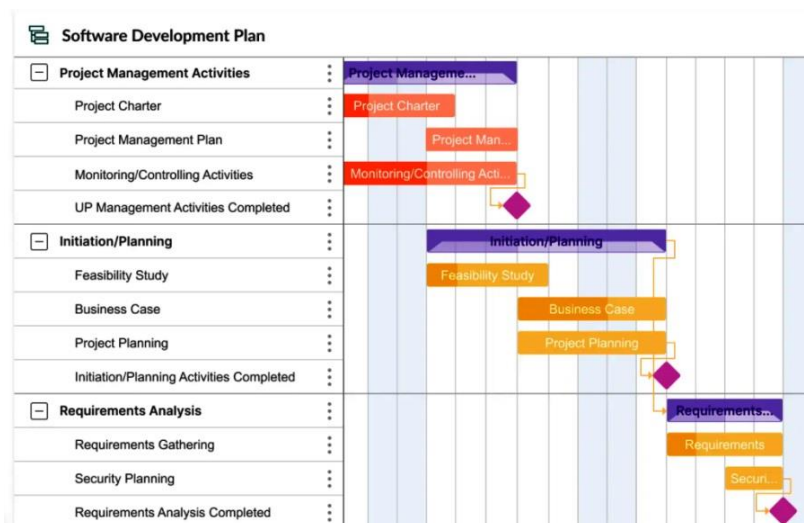 Software Development Plan
Project Management Activities
Project Manageme...
Project Charter
Project Charter
Project Management Plan
Project Man...
Monitoring/Controlling Activities
Monitoring/Controlling Acti...
UP Management Activities Completed
Initiation/Planning
Initiation/Planning
Feasibility Study
Feasibility Study
Business Case
Business Case
Project Planning
Project Planning
Initiation/Planning Activities Completed
Requirements Analysis
Requirements...
Requirements Gathering
Requirements
Security Planning
Securi...
Requirements Analysis Completed